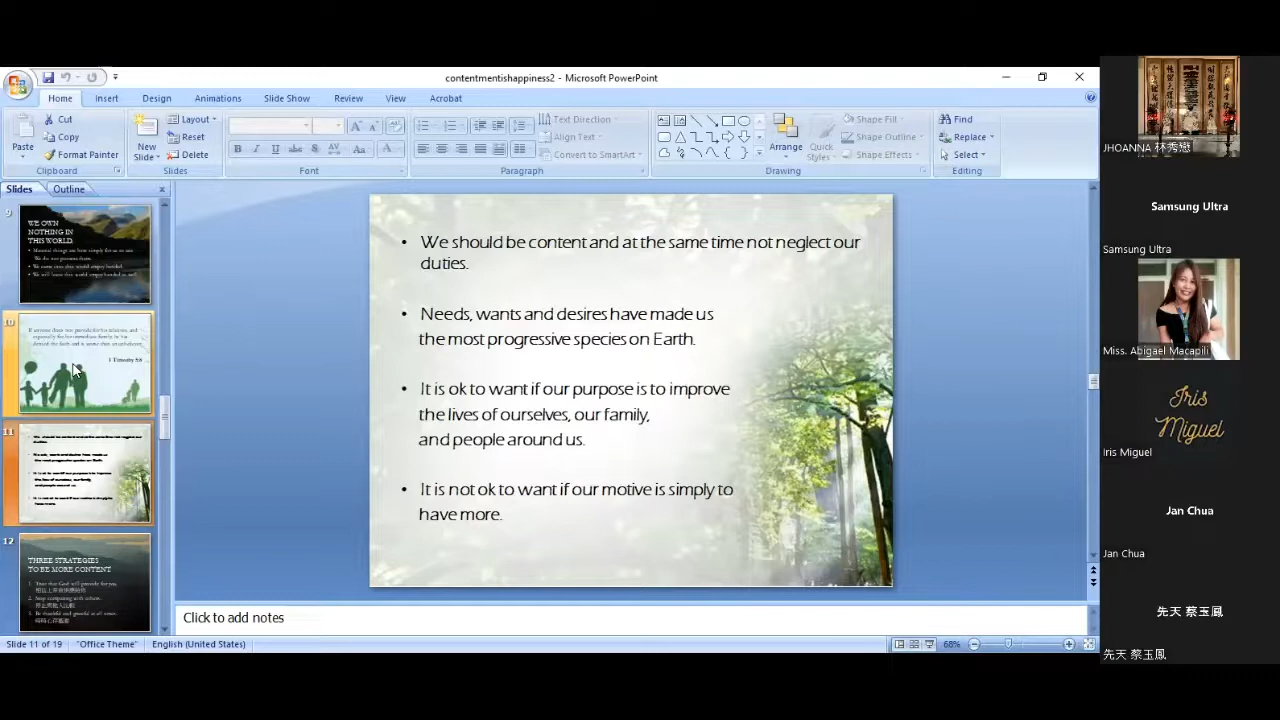 contentmentishappiness2 - Microsoft PowerPoint
Home Insert Design Animations Slide Show Review View Acrobat
Paste
Cut
Copy
Format Painter
Clipboard
New
Slide
Layout
Reset
Delete
Slides
Font
Text Direction
Align Text
Convert to SmartArt
Paragraph
Arrange
Quick
Styles
Shape Fill
Shape Outline
Shape Effects
Drawing
Find
Replace
Select
Editing
Slides Outline
9
WE OWN
NOTHING IN
THIS WORLD.
10
1 Timothy 5:8
11
12
THREE STRATEGIES
TO BE MORE CONTENT
• We should be content and at the same time not neglect our
duties.
• Needs, wants and desires have made us
the most progressive species on Earth.
• It is ok to want if our purpose is to improve
the lives of ourselves, our family,
and people around us.
• It is not ok to want if our motive is simply to
have more.
Click to add notes
Slide 11 of 19 "Office Theme" English (United States) 68%
JHOANNA 林秀戀
Samsung Ultra
Samsung Ultra
Miss. Abigael Macapili
Iris
Miguel
Iris Miguel
Jan Chua
Jan Chua
先天 蔡玉鳳
先天 蔡玉鳳